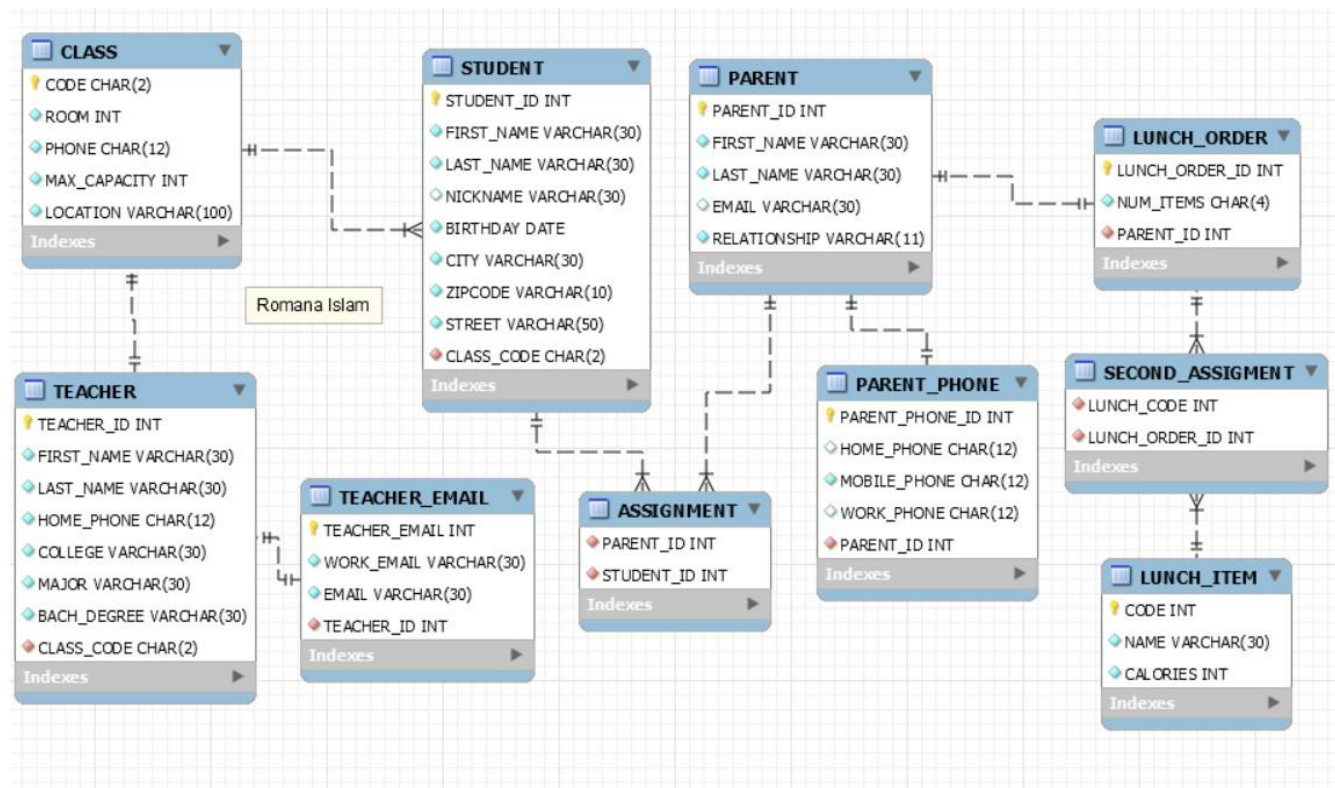 CLASS
CODE CHAR(2)
ROOM INT
PHONE CHAR(12)
MAX_CAPACITY INT
LOCATION VARCHAR(100)
Indexes
STUDENT
STUDENT_ID INT
FIRST_NAME VARCHAR(30)
LAST_NAME VARCHAR(30)
NICKNAME VARCHAR(30)
BIRTHDAY DATE
CITY VARCHAR(30)
ZIPCODE VARCHAR(10)
STREET VARCHAR(50)
CLASS_CODE CHAR(2)
Indexes
PARENT
PARENT_ID INT
FIRST_NAME VARCHAR(30)
LAST_NAME VARCHAR(30)
EMAIL VARCHAR(30)
RELATIONSHIP VARCHAR(11)
Indexes
LUNCH_ORDER
LUNCH_ORDER_ID INT
NUM_ITEMS CHAR(4)
PARENT_ID INT
Indexes
Romana Islam
TEACHER
TEACHER_ID INT
FIRST_NAME VARCHAR(30)
LAST_NAME VARCHAR(30)
HOME_PHONE CHAR(12)
COLLEGE VARCHAR(30)
MAJOR VARCHAR(30)
BACH_DEGREE VARCHAR(30)
CLASS_CODE CHAR(2)
Indexes
TEACHER_EMAIL
TEACHER_EMAIL INT
WORK_EMAIL VARCHAR(30)
EMAIL VARCHAR(30)
TEACHER_ID INT
Indexes
ASSIGNMENT
PARENT_ID INT
STUDENT_ID INT
Indexes
PARENT_PHONE
PARENT_PHONE_ID INT
HOME_PHONE CHAR(12)
MOBILE_PHONE CHAR(12)
WORK_PHONE CHAR(12)
PARENT_ID INT
Indexes
SECOND_ASSIGMENT
LUNCH_CODE INT
LUNCH_ORDER_ID INT
Indexes
LUNCH_ITEM
CODE INT
NAME VARCHAR(30)
CALORIES INT
Indexes